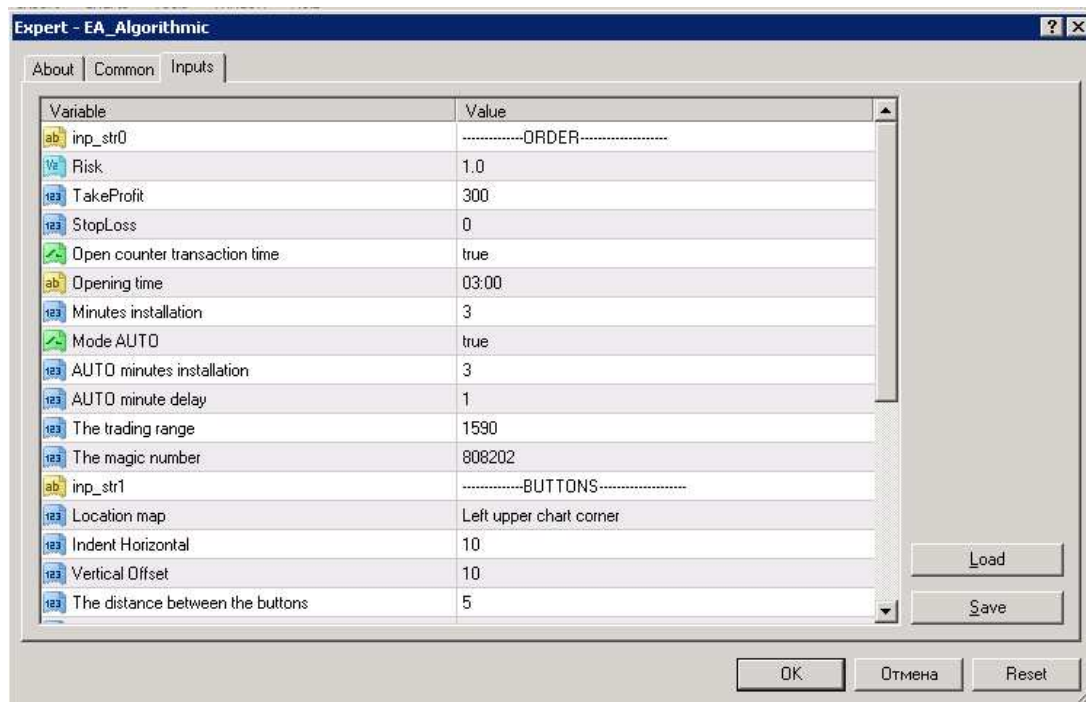 Expert - EA_Algorithmic
About Common Inputs
Variable Value
inp_str0 -------------ORDER-------------------
Risk 1.0
TakeProfit 300
StopLoss 0
Open counter transaction time true
Opening time 03:00
Minutes installation 3
Mode AUTO true
AUTO minutes installation 3
AUTO minute delay 1
The trading range 1590
The magic number 808202
inp_str1 -------------BUTTONS-------------------
Location map Left upper chart corner
Indent Horizontal 10
Vertical Offset 10
The distance between the buttons 5
Load
Save
OK Отмена Reset